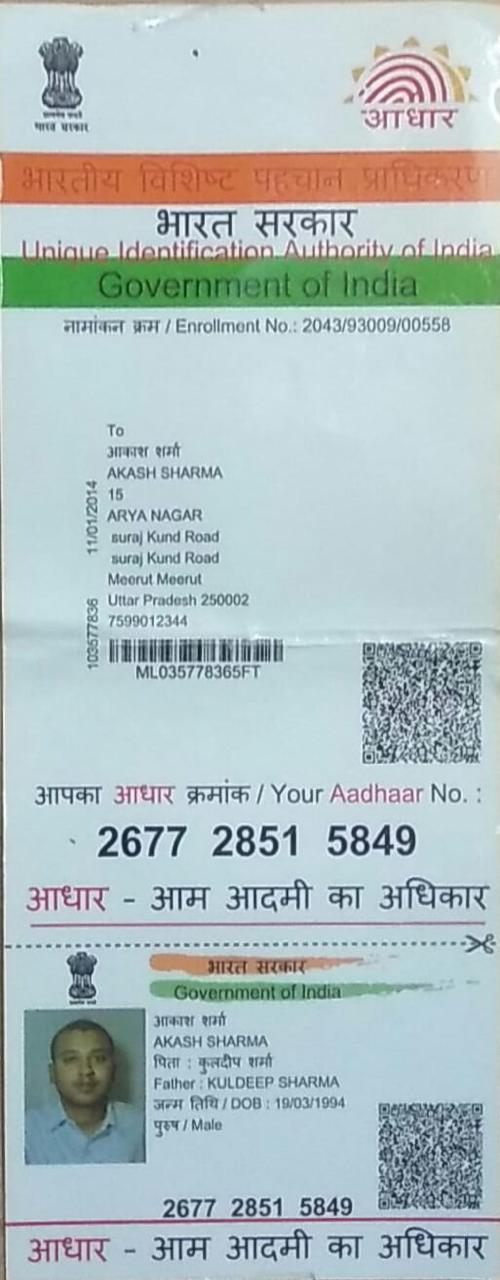 भारत सरकार
आधार
भारतीय विशिष्ट पहचान प्राधिकरण
भारत सरकार
Unique Identification Authority of India
Government of India
नामांकन क्रम / Enrollment No.: 2043/93009/00558
To
आकाश शर्मा
AKASH SHARMA
15
ARYA NAGAR
suraj Kund Road
suraj Kund Road
Meerut Meerut
Uttar Pradesh 250002
7599012344
11/01/2014
103577836
ML035778365FT
आपका आधार क्रमांक / Your Aadhaar No. :
2677 2851 5849
आधार - आम आदमी का अधिकार
भारत सरकार
Government of India
आकाश शर्मा
AKASH SHARMA
पिता : कुलदीप शर्मा
Father : KULDEEP SHARMA
जन्म तिथि / DOB : 19/03/1994
पुरुष / Male
2677 2851 5849
आधार - आम आदमी का अधिकार